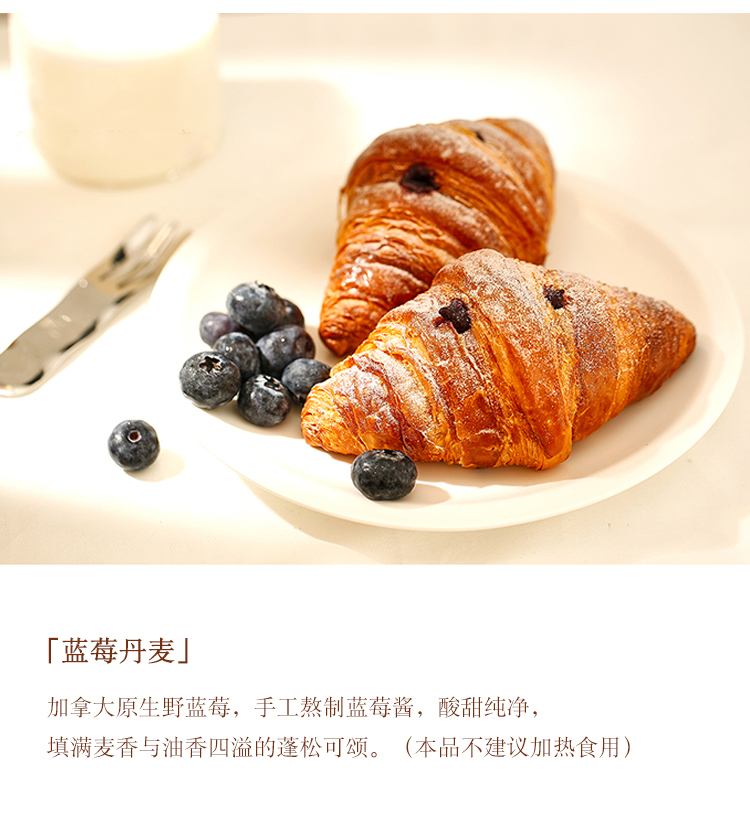 「蓝莓丹麦」
加拿大原生野蓝莓，手工熬制蓝莓酱，酸甜纯净，
填满麦香与油香四溢的蓬松可颂。（本品不建议加热食用）